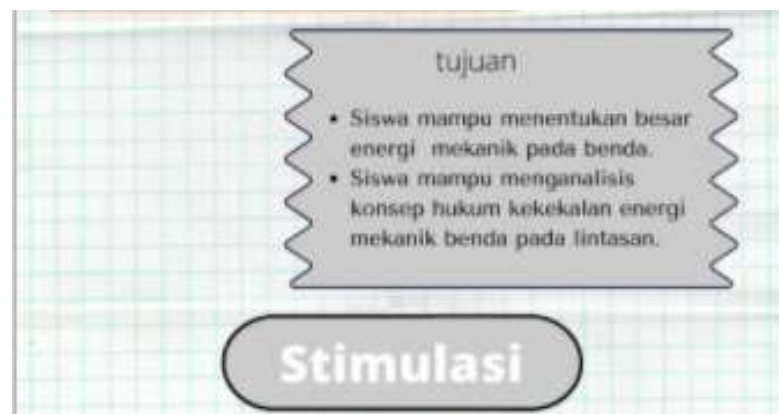 tujuan
• Siswa mampu menentukan besar
energi mekanik pada benda.
• Siswa mampu menganalisis
konsep hukum kekekalan energi
mekanik benda pada lintasan.
Stimulasi